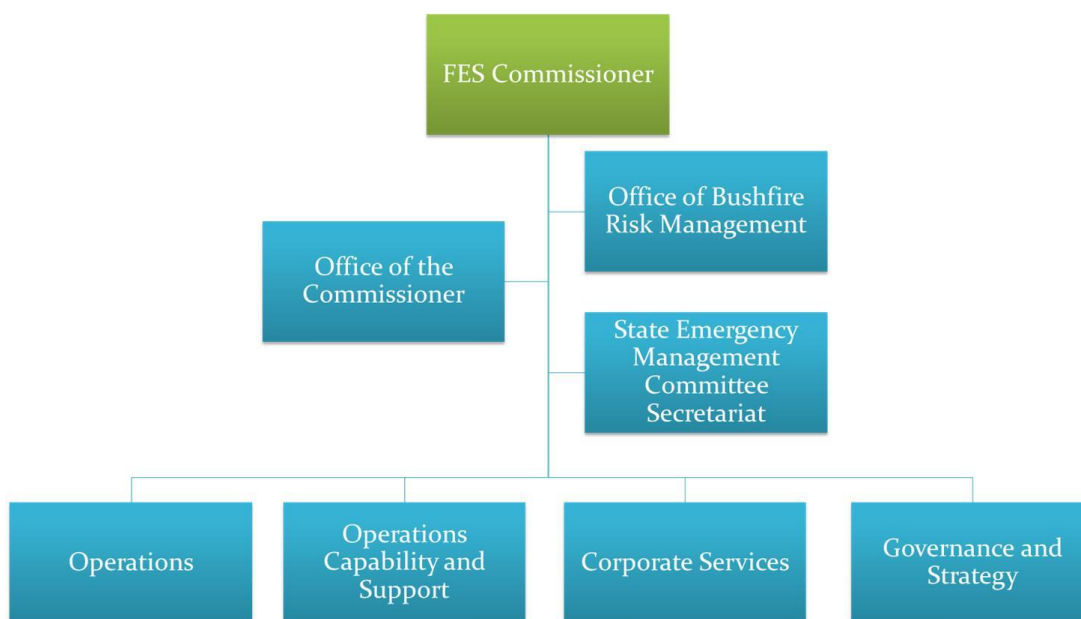 FES Commissioner
Office of Bushfire
Risk Management
Office of the
Commissioner
State Emergency
Management
Committee
Secretariat
Operations
Operations
Capability and
Support
Corporate Services
Governance and
Strategy